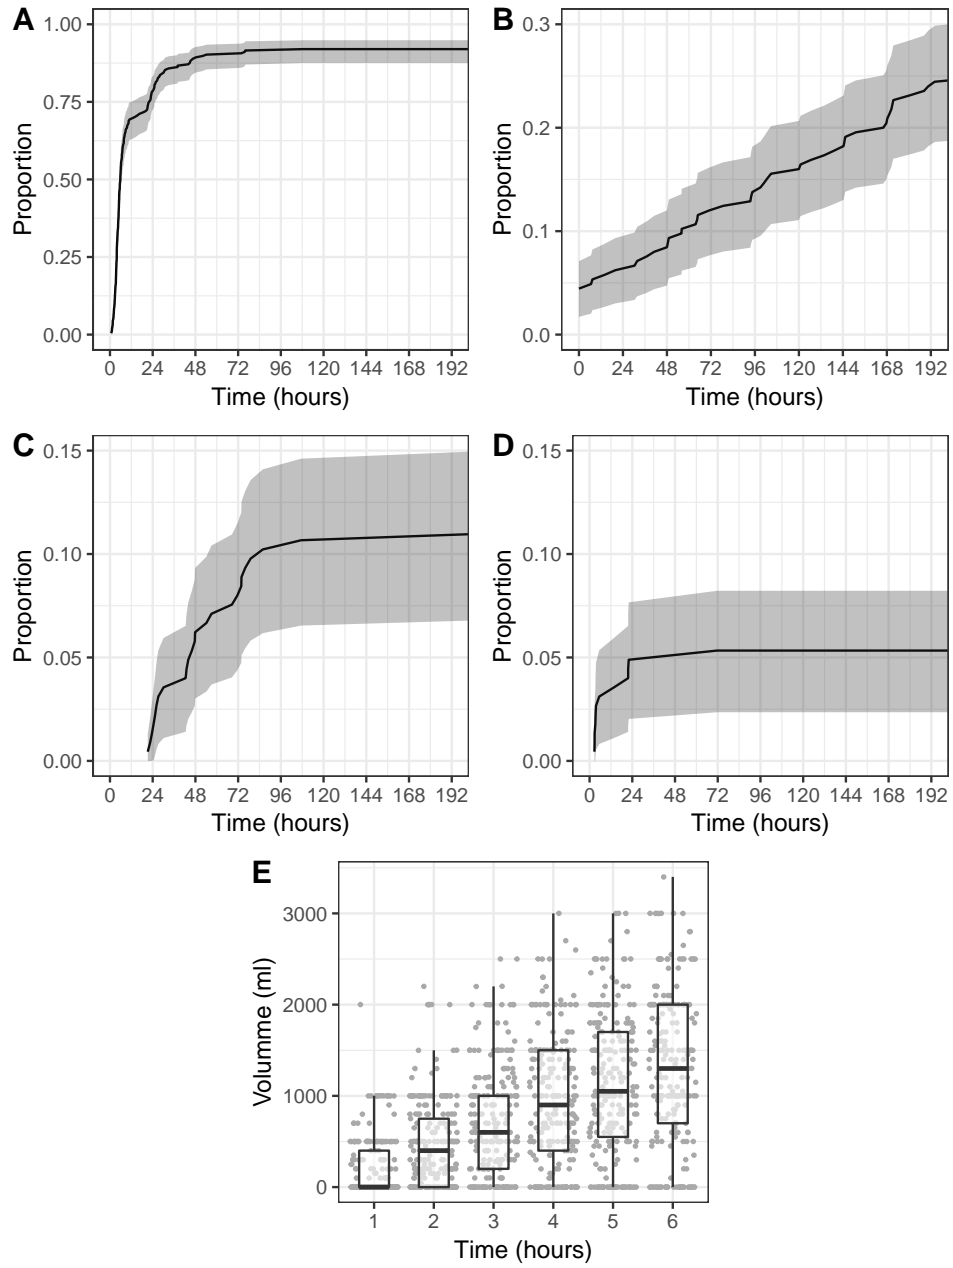 A
B
1.00
0.75
0.50
0.25
0.00
Proportion
0 24 48 72 96 120 144 168 192
Time (hours)
0.3
0.2
0.1
0.0
Proportion
0 24 48 72 96 120 144 168 192
Time (hours)
C
D
0.15
0.10
0.05
0.00
Proportion
0 24 48 72 96 120 144 168 192
Time (hours)
0.15
0.10
0.05
0.00
Proportion
0 24 48 72 96 120 144 168 192
Time (hours)
E
3000
2000
1000
0
Volumme (ml)
1 2 3 4 5 6
Time (hours)